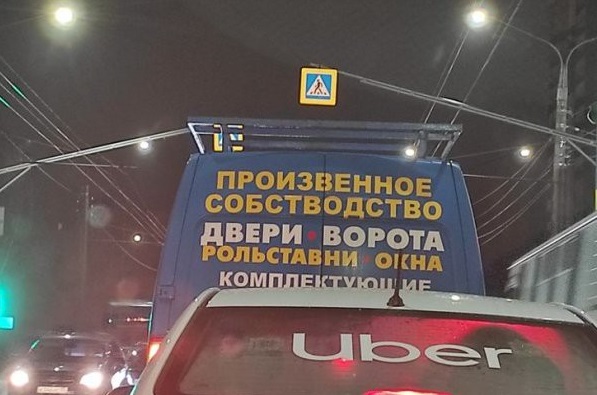 ПРОИЗВЕННОЕ
СОБСТВОДСТВО
ДВЕРИ • ВОРОТА
РОЛЬСТАВНИ • ОКНА
КОМПЛЕКТУЮЩИЕ
Uber